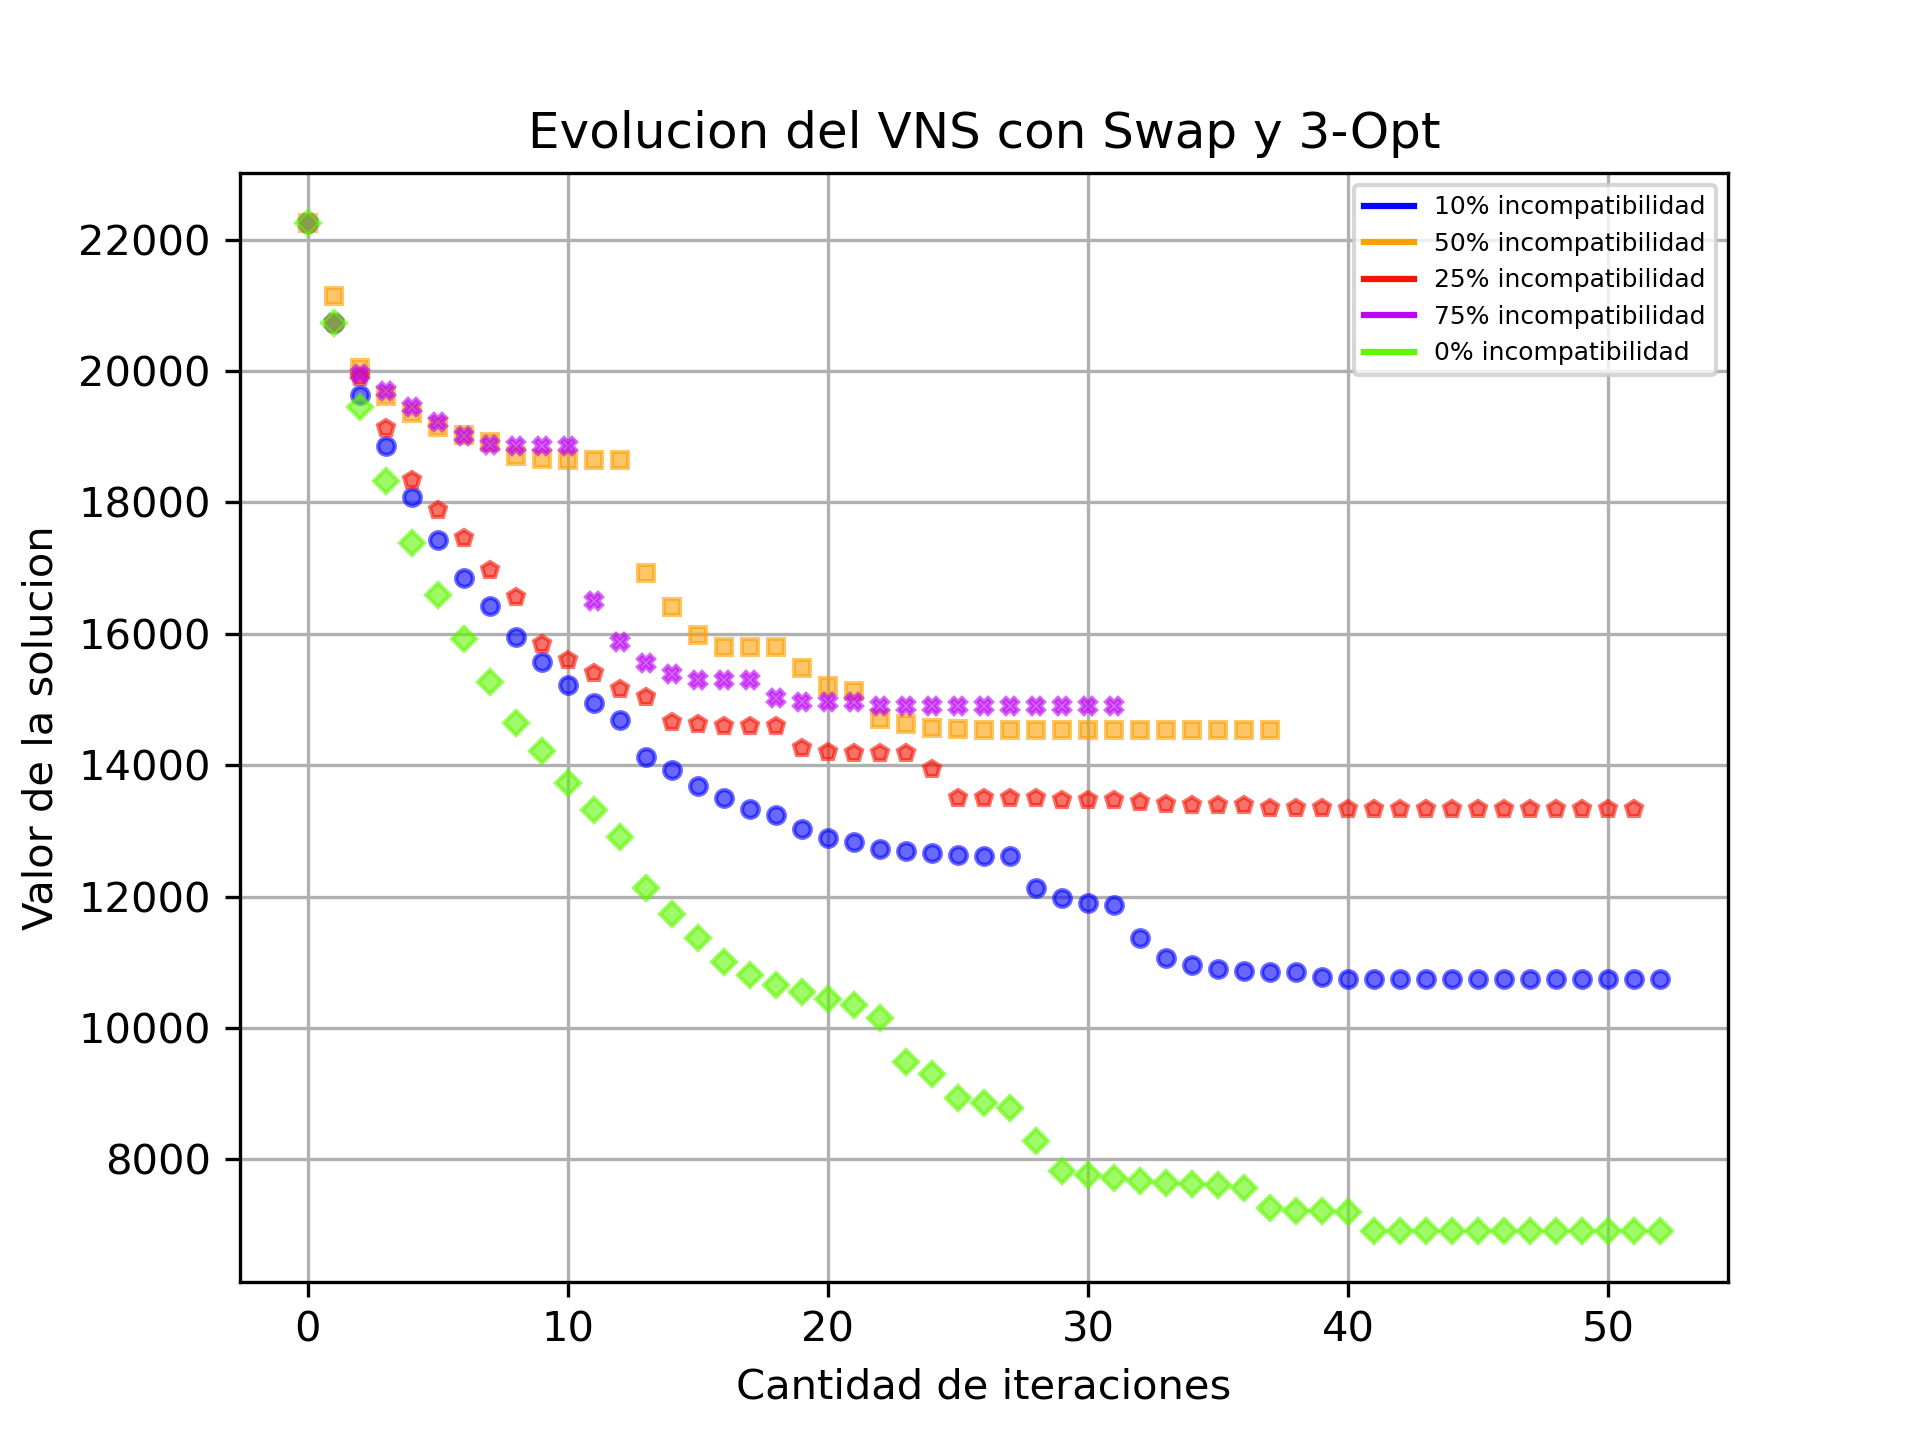 Evolucion del VNS con Swap y 3-Opt
10% incompatibilidad
50% incompatibilidad
25% incompatibilidad
75% incompatibilidad
0% incompatibilidad
Valor de la solucion
22000
20000
18000
16000
14000
12000
10000
8000
0 10 20 30 40 50
Cantidad de iteraciones